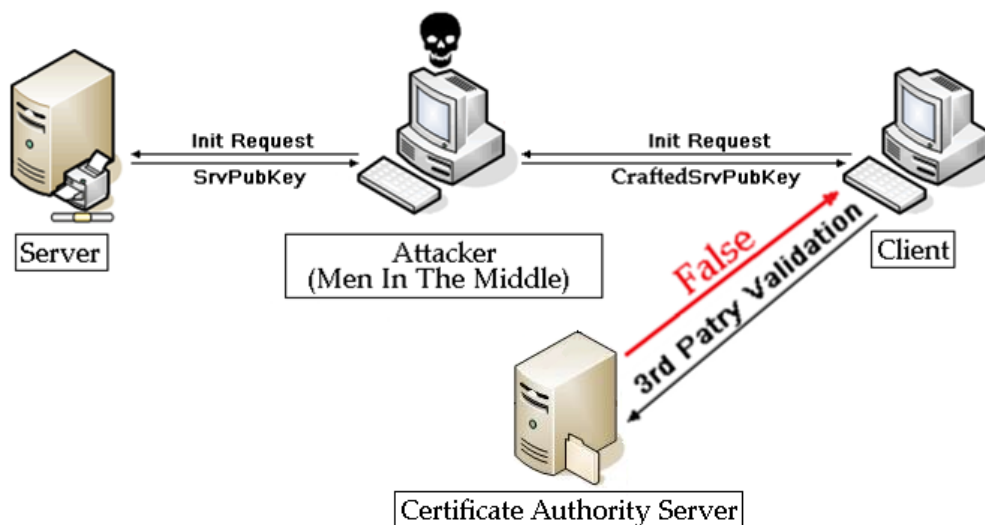 Init Request
SrvPubKey
Init Request
CraftedSrvPubKey
Server
Attacker
(Men In The Middle)
Client
False
3rd Patry Validation
Certificate Authority Server